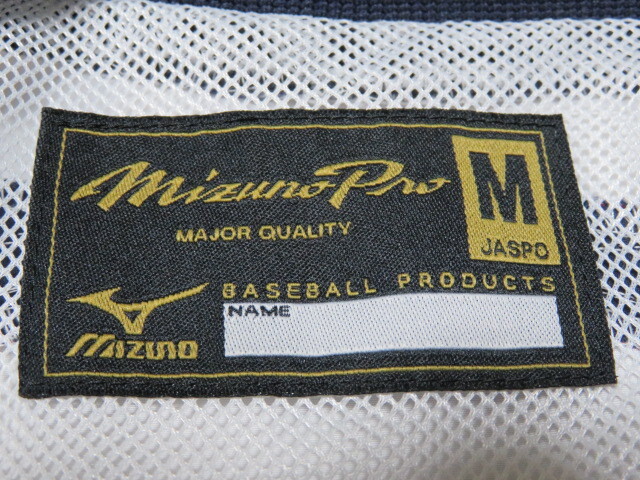 Mizuno Pro
M
MAJOR QUALITY
JASPO
BASEBALL PRODUCTS
NAME
MIZUNO